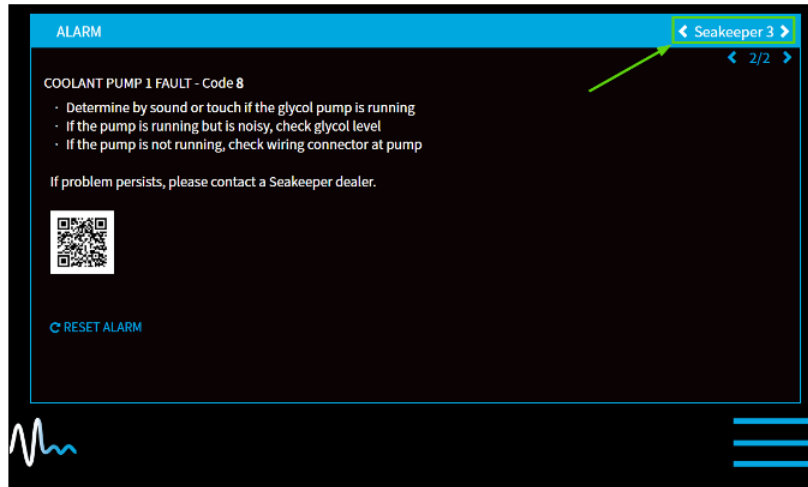 ALARM
< Seakeeper 3 >
< 2/2 >
COOLANT PUMP 1 FAULT - Code 8
· Determine by sound or touch if the glycol pump is running
· If the pump is running but is noisy, check glycol level
· If the pump is not running, check wiring connector at pump
If problem persists, please contact a Seakeeper dealer.
RESET ALARM